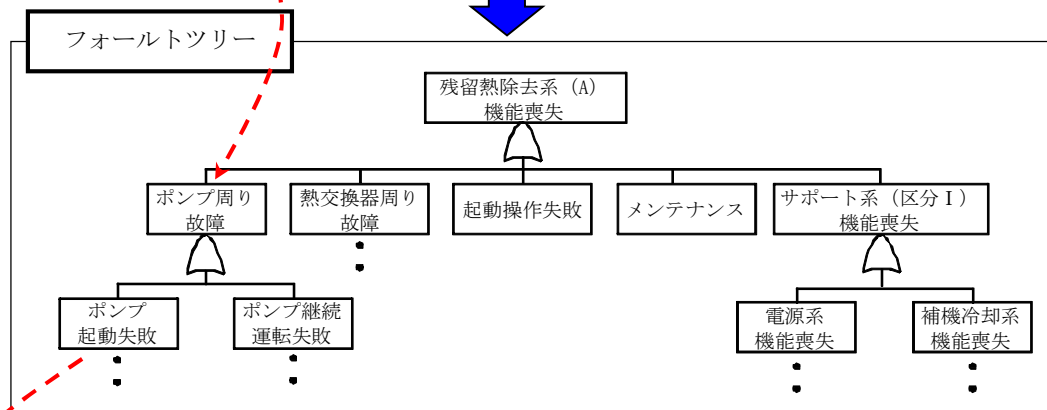 フォールトツリー
残留熱除去系（A）
機能喪失
ポンプ周り
故障
熱交換器周り
故障
起動操作失敗
メンテナンス
サポート系（区分Ⅰ）
機能喪失
ポンプ
起動失敗
ポンプ継続
運転失敗
電源系
機能喪失
補機冷却系
機能喪失